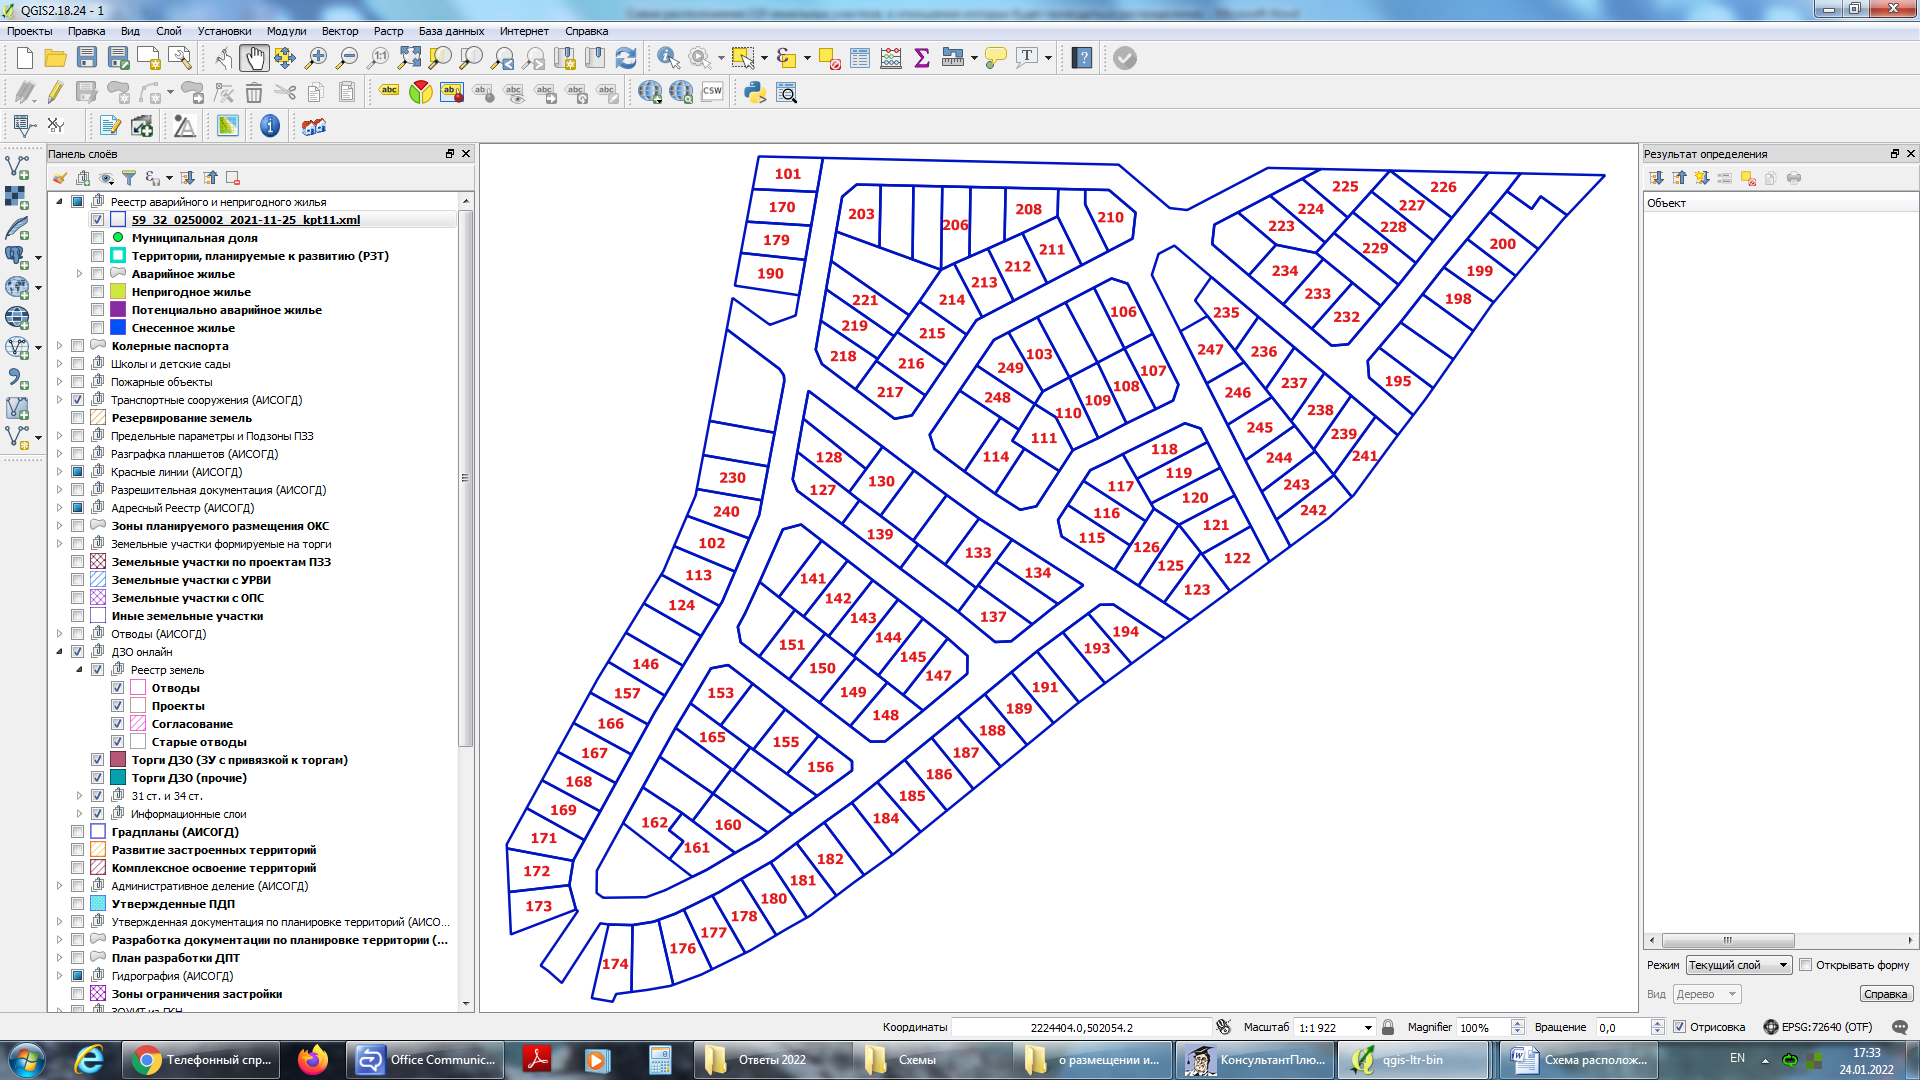 QGIS2.18.24 - 1
Проекты Правка Вид Слой Установки Модули Вектор Растр База данных Интернет Справка
Панель слоёв
Реестр аварийного и непригодного жилья
59_32_0250002_2021-11-25_kpt11.xml
Муниципальная доля
Территории, планируемые к развитию (РЗТ)
Аварийное жилье
Непригодное жилье
Потенциально аварийное жилье
Снесенное жилье
Колерные паспорта
Школы и детские сады
Пожарные объекты
Транспортные сооружения (АИСОГД)
Резервирование земель
Предельные параметры и Подзоны ПЗЗ
Разграфка планшетов (АИСОГД)
Красные линии (АИСОГД)
Разрешительная документация (АИСОГД)
Адресный Реестр (АИСОГД)
Зоны планируемого размещения ОКС
Земельные участки формируемые на торги
Земельные участки по проектам ПЗЗ
Земельные участки с УРВИ
Земельные участки с ОПС
Иные земельные участки
Отводы (АИСОГД)
ДЗО онлайн
Реестр земель
Отводы
Проекты
Согласование
Старые отводы
Торги ДЗО (ЗУ с привязкой к торгам)
Торги ДЗО (прочие)
31 ст. и 34 ст.
Информационные слои
Градпланы (АИСОГД)
Развитие застроенных территорий
Комплексное освоение территорий
Административное деление (АИСОГД)
Утвержденные ПДП
Утвержденная документация по планировке территорий (АИСО...
Разработка документации по планировке территории (...
План разработки ДПТ
Гидрография (АИСОГД)
Зоны ограничения застройки
101
170
179
190
203
206
208
210
211
212
213
214
215
216
217
218
219
221
223
224
225
226
227
228
229
232
233
234
200
199
198
195
235
236
237
238
239
241
242
243
244
245
246
247
103
106
107
108
109
110
111
114
248
249
115
116
117
118
119
120
121
122
123
125
126
127
128
130
133
134
137
139
230
240
102
113
124
146
157
166
167
168
169
171
172
173
141
142
143
144
145
147
148
149
150
151
153
155
156
165
160
161
162
174
176
177
178
180
181
182
184
185
186
187
188
189
191
193
194
Результат определения
Объект
Режим Текущий слой Открывать форму
Вид Дерево Справка
Координаты 2224404.0,502054.2 Масштаб 1:1 922 Magnifier 100% Вращение 0,0 Отрисовка EPSG:72640 (OTF)
Телефонный спр... Office Communic... Ответы 2022 Схемы о размещении и... КонсультантПлю... qgis-ltr-bin Схема располож... EN 17:33
24.01.2022